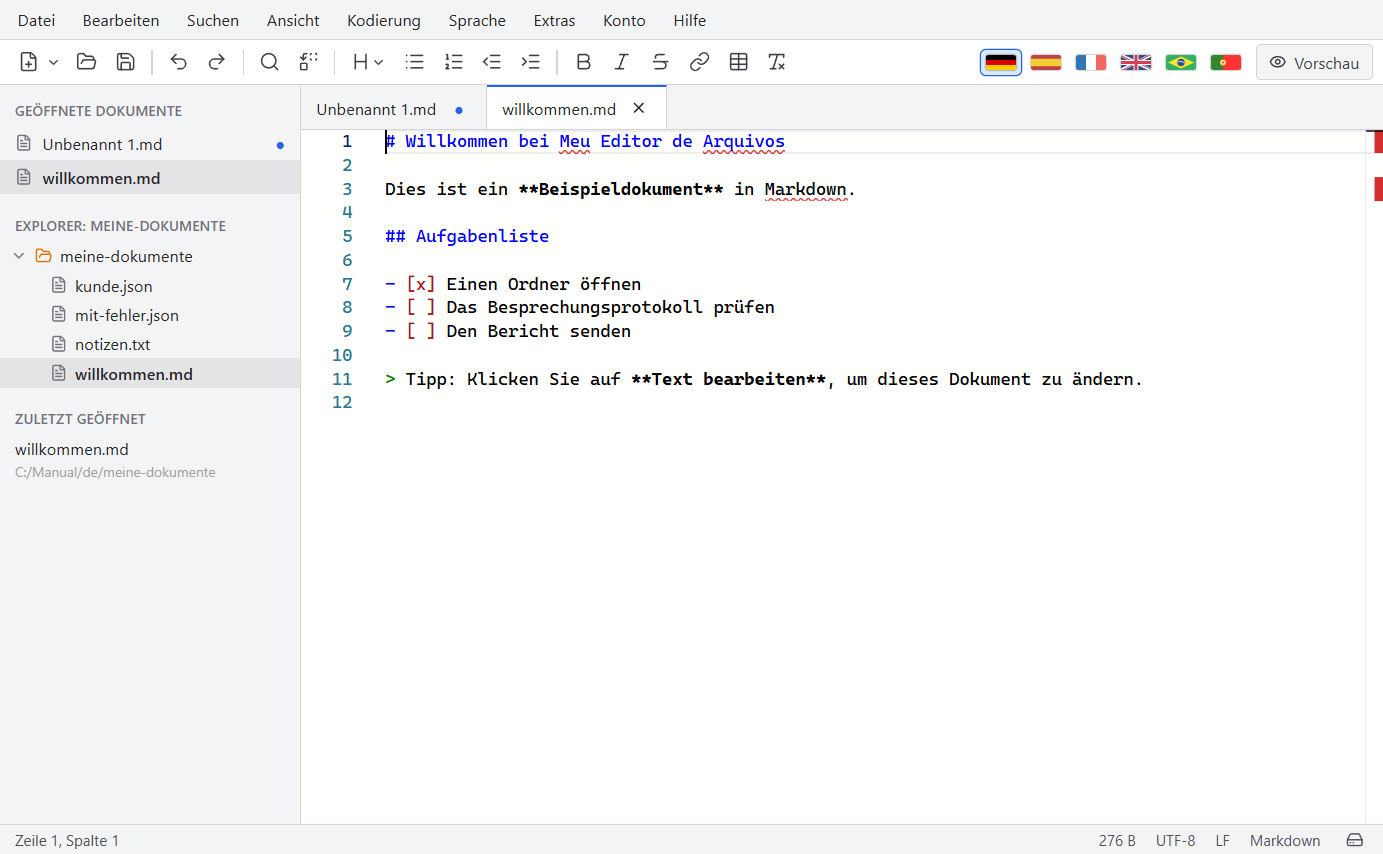 Datei Bearbeiten Suchen Ansicht Kodierung Sprache Extras Konto Hilfe
Vorschau
GEÖFFNETE DOKUMENTE
Unbenannt 1.md
willkommen.md
EXPLORER: MEINE-DOKUMENTE
meine-dokumente
kunde.json
mit-fehler.json
notizen.txt
willkommen.md
ZULETZT GEÖFFNET
willkommen.md
C:/Manual/de/meine-dokumente
Unbenannt 1.md willkommen.md
1 # Willkommen bei Meu Editor de Arquivos
2
3 Dies ist ein **Beispieldokument** in Markdown.
4
5 ## Aufgabenliste
6
7 - [x] Einen Ordner öffnen
8 - [ ] Das Besprechungsprotokoll prüfen
9 - [ ] Den Bericht senden
10
11 > Tipp: Klicken Sie auf **Text bearbeiten**, um dieses Dokument zu ändern.
12
Zeile 1, Spalte 1 276 B UTF-8 LF Markdown